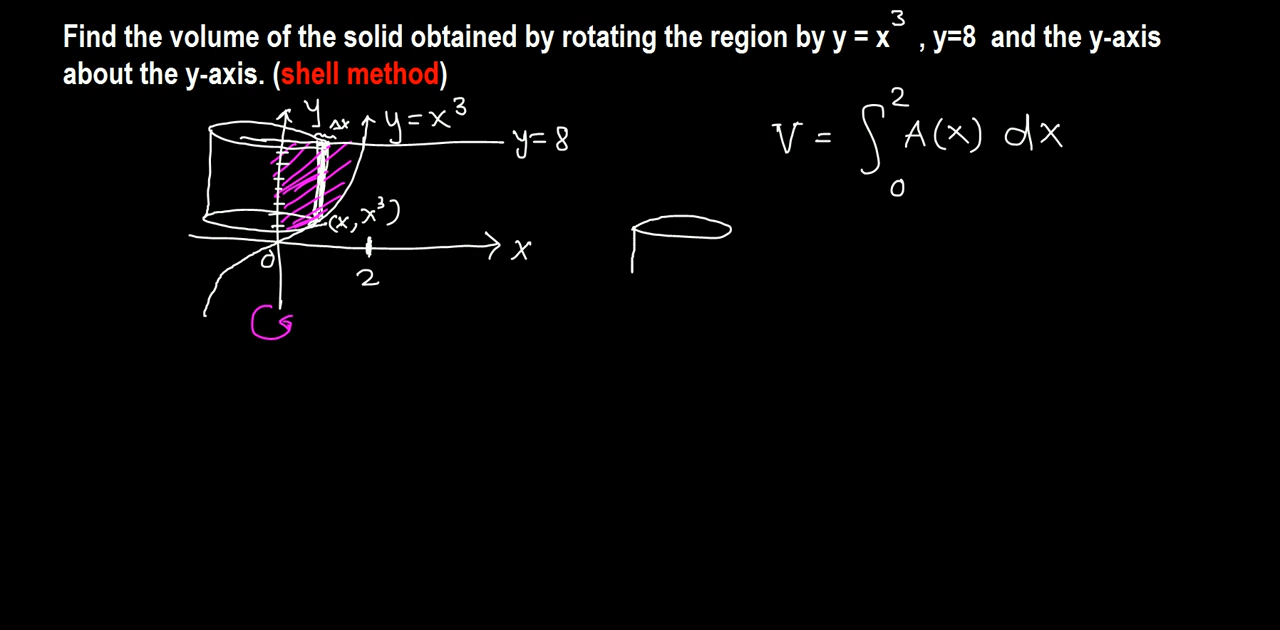 Find the volume of the solid obtained by rotating the region by y = x³ , y=8 and the y-axis
about the y-axis. (shell method)
y
Δx
y=x³
y=8
V = ∫₀² A(x) dx
(x, x³)
0
x
2